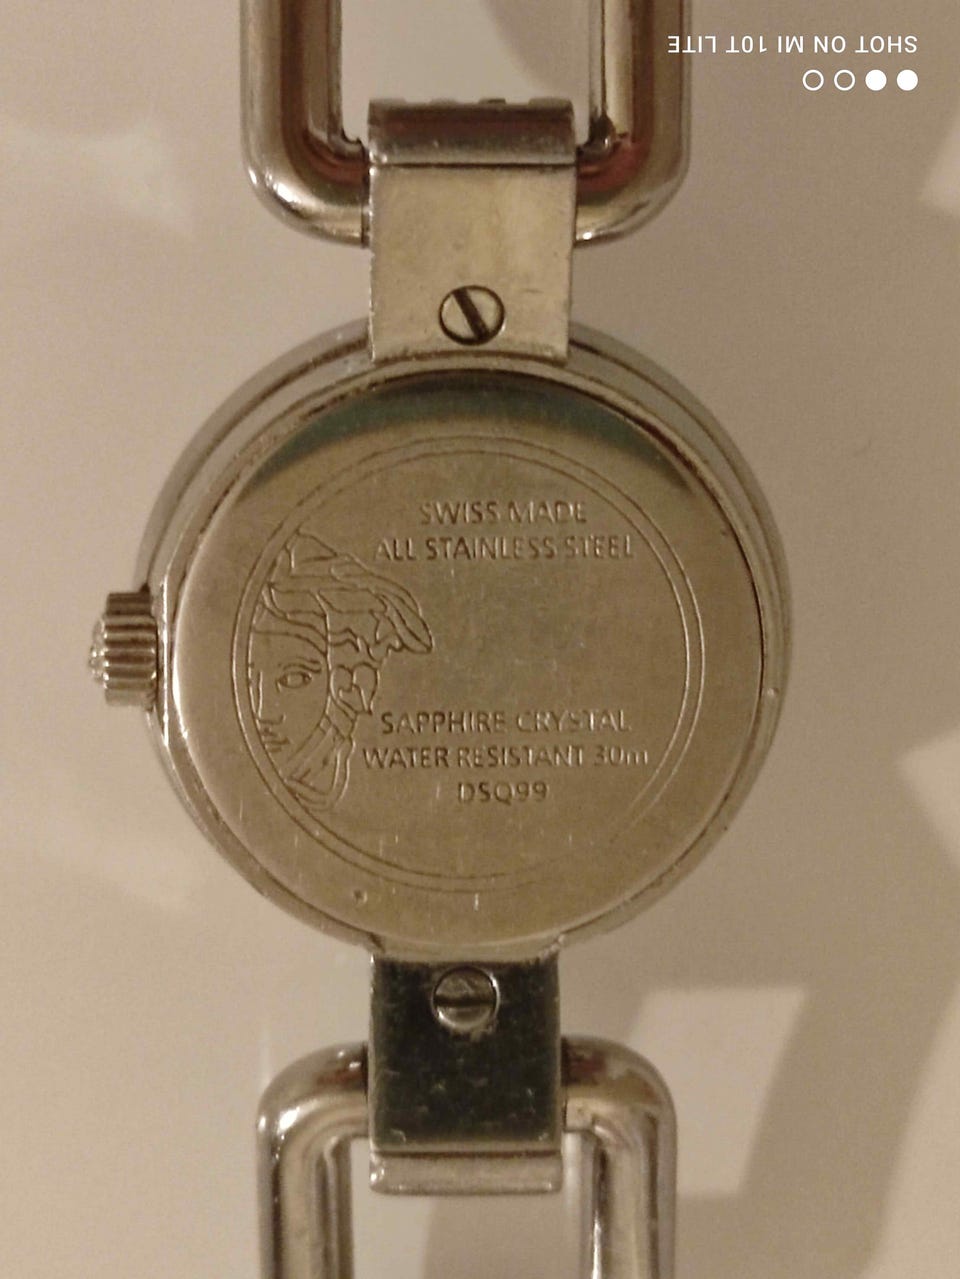 SHOT ON MI 10T LITE
SWISS MADE
ALL STAINLESS STEEL
SAPPHIRE CRYSTAL
WATER RESISTANT 30m
DSQ99